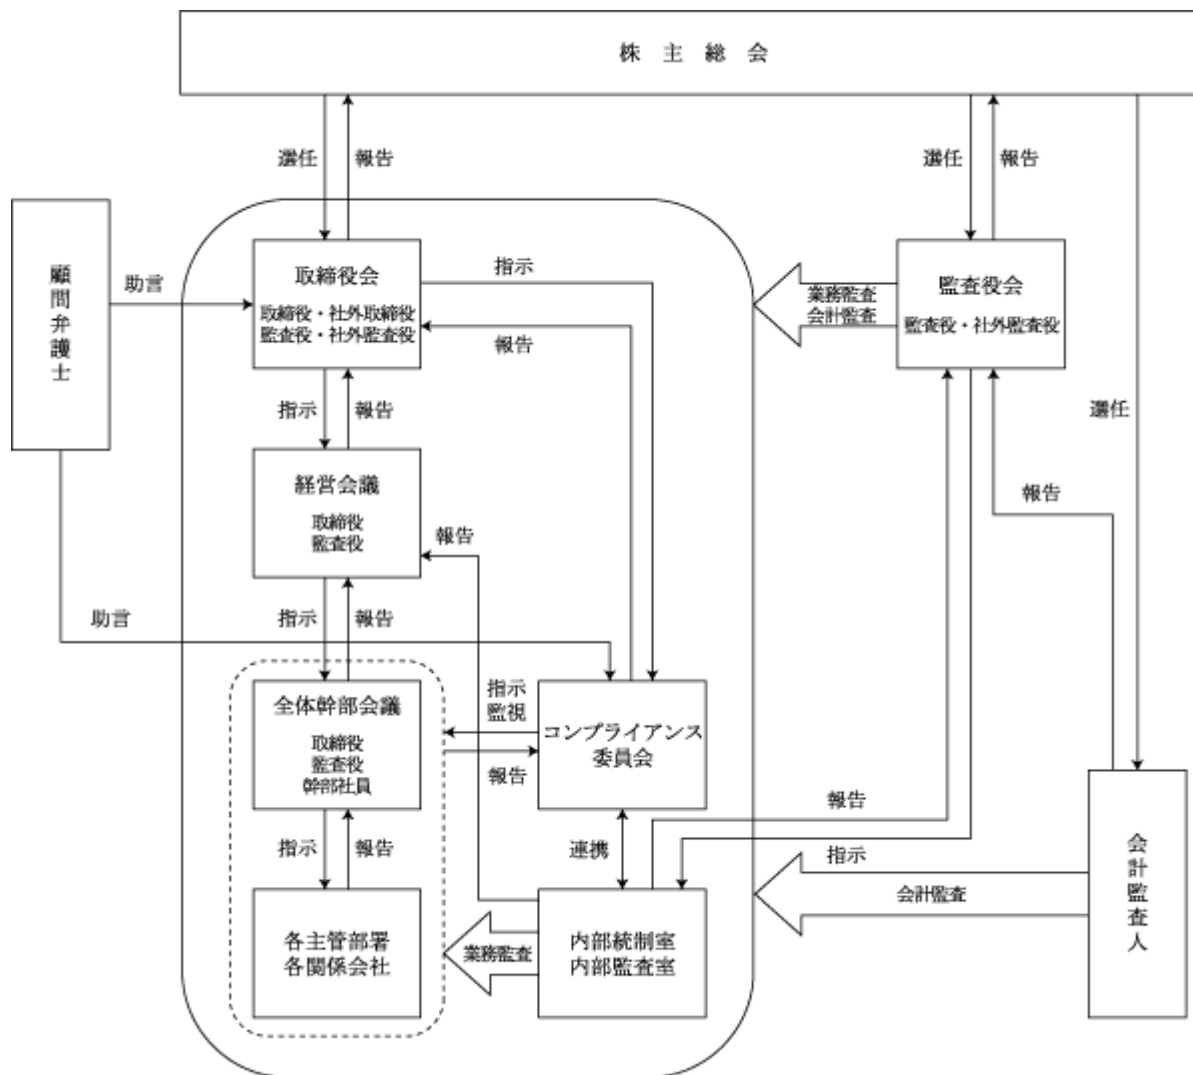 株主総会
選任
報告
選任
報告
顧問弁護士
助言
取締役会
取締役・社外取締役
監査役・社外監査役
指示
報告
業務監査
会計監査
監査役会
監査役・社外監査役
指示
報告
選任
経営会議
取締役
監査役
報告
報告
指示
報告
助言
全体幹部会議
取締役
監査役
幹部社員
指示
監視
報告
コンプライアンス
委員会
指示
報告
連携
報告
指示
会計監査
会計監査人
各主管部署
各関係会社
業務監査
内部統制室
内部監査室